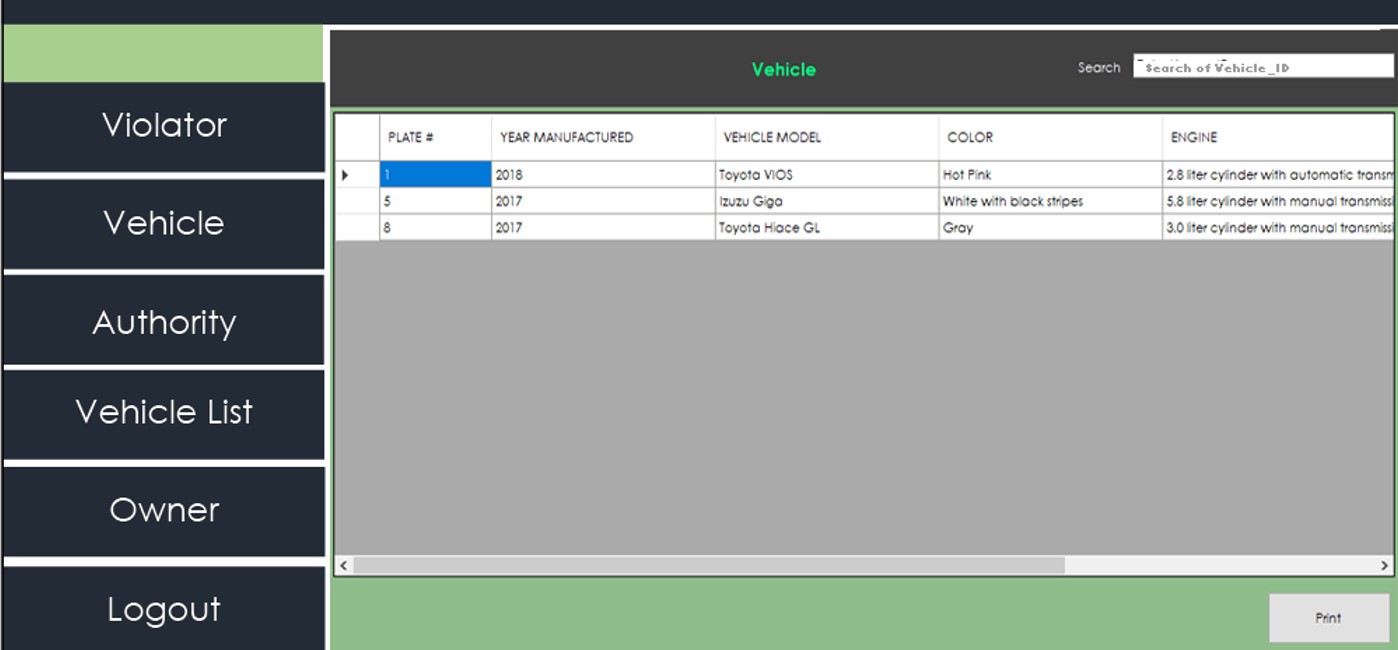 Vehicle
Search
Search of Vehicle_ID
Violator
Vehicle
Authority
Vehicle List
Owner
Logout
PLATE # YEAR MANUFACTURED VEHICLE MODEL COLOR ENGINE
1 2018 Toyota VIOS Hot Pink 2.8 liter cylinder with automatic transm
5 2017 Izuzu Giga White with black stripes 5.8 liter cylinder with manual transmissi
8 2017 Toyota Hiace GL Gray 3.0 liter cylinder with manual transmissi
Print